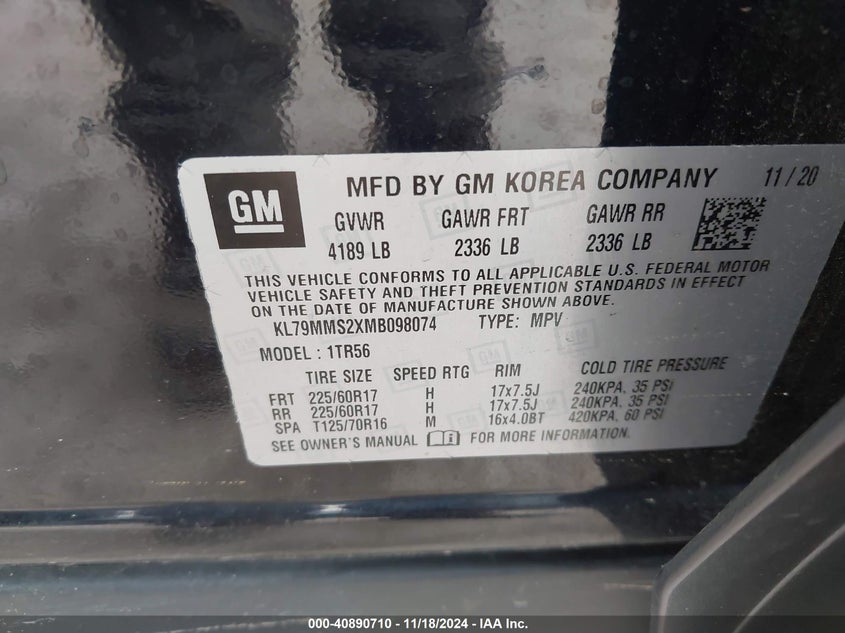 GM MFD BY GM KOREA COMPANY 11/20
GVWR GAWR FRT GAWR RR
4189 LB 2336 LB 2336 LB
THIS VEHICLE CONFORMS TO ALL APPLICABLE U.S. FEDERAL MOTOR
VEHICLE SAFETY AND THEFT PREVENTION STANDARDS IN EFFECT
ON THE DATE OF MANUFACTURE SHOWN ABOVE.
KL79MMS2XMB098074 TYPE: MPV
MODEL : 1TR56
TIRE SIZE SPEED RTG RIM COLD TIRE PRESSURE
FRT 225/60R17 H 17x7.5J 240KPA, 35 PSI
RR 225/60R17 H 17x7.5J 240KPA, 35 PSI
SPA T125/70R16 M 16x4.0BT 420KPA, 60 PSI
SEE OWNER'S MANUAL FOR MORE INFORMATION.
000-40890710 - 11/18/2024 - IAA Inc.